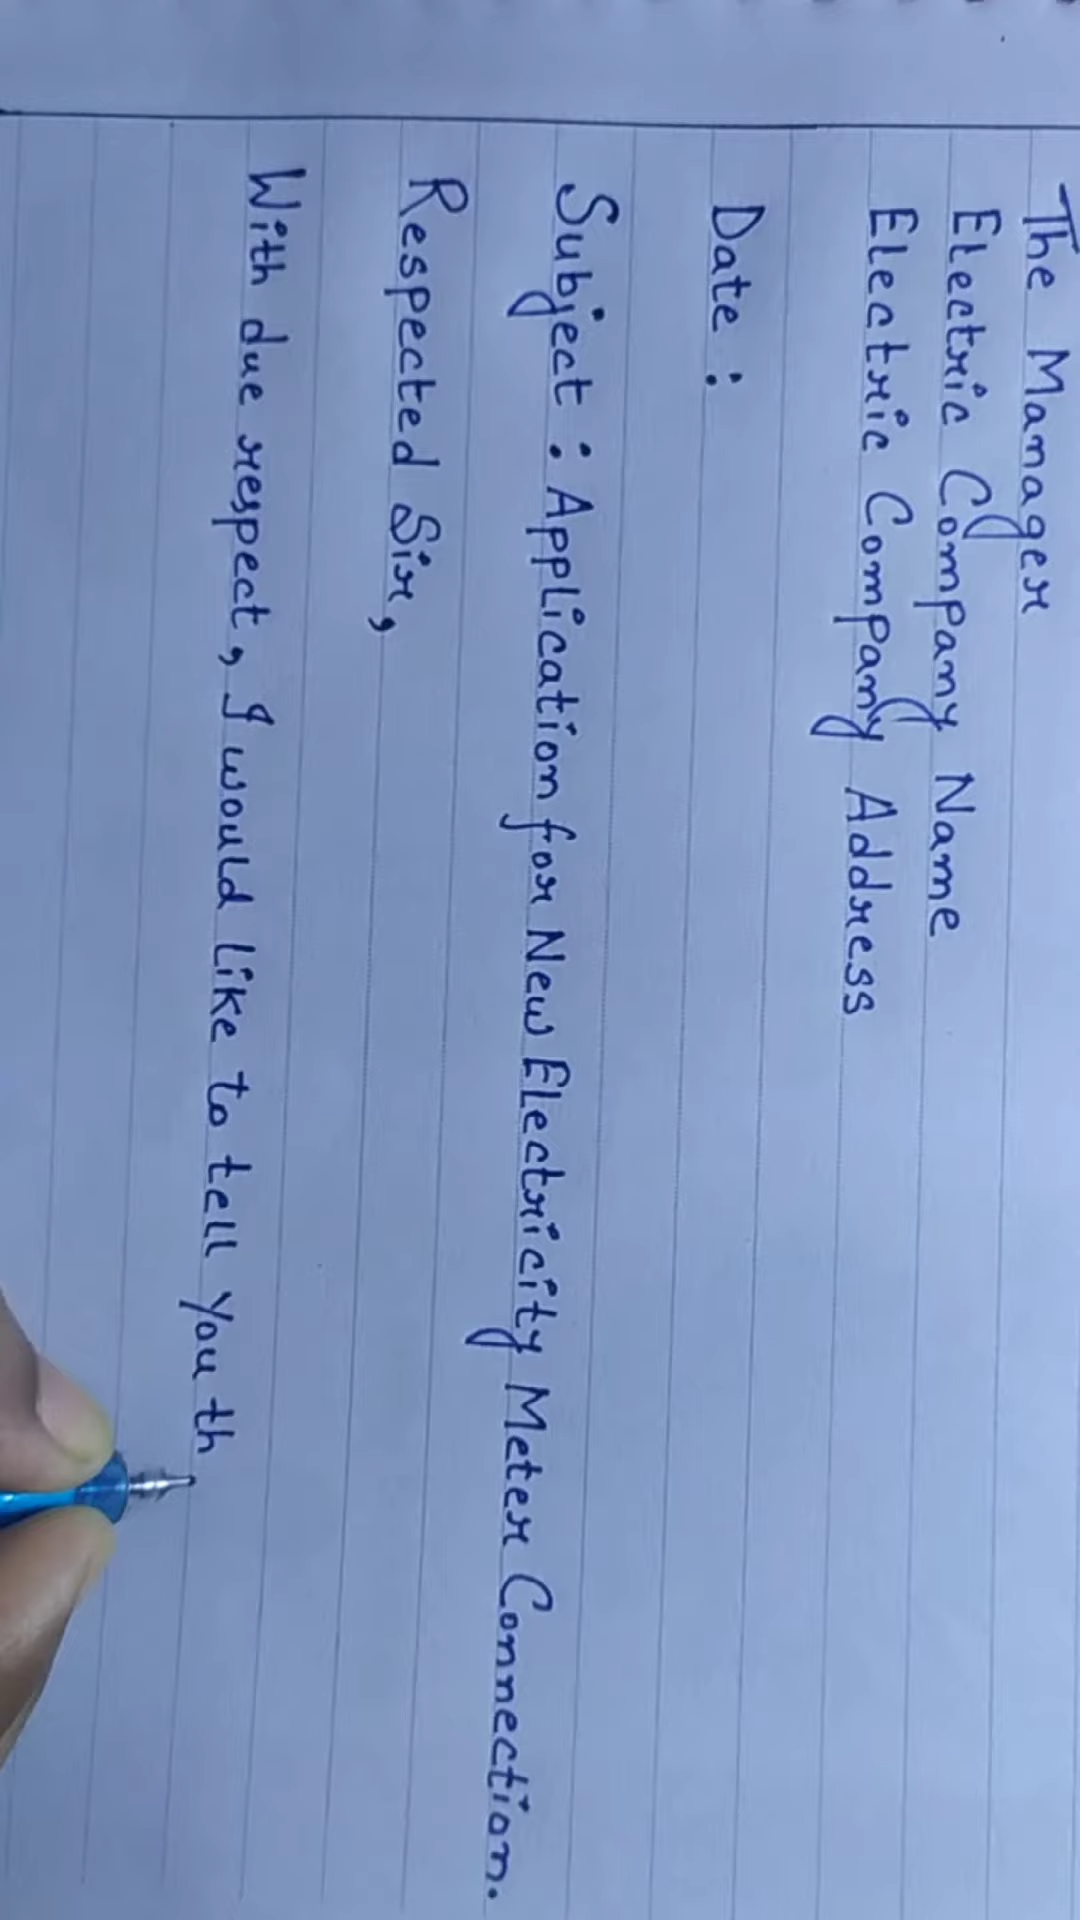 The Manager
Electric Company Name
Electric Company Address
Date :
Subject : Application for New Electricity Meter Connection.
Respected Sir,
With due respect, I would like to tell you th